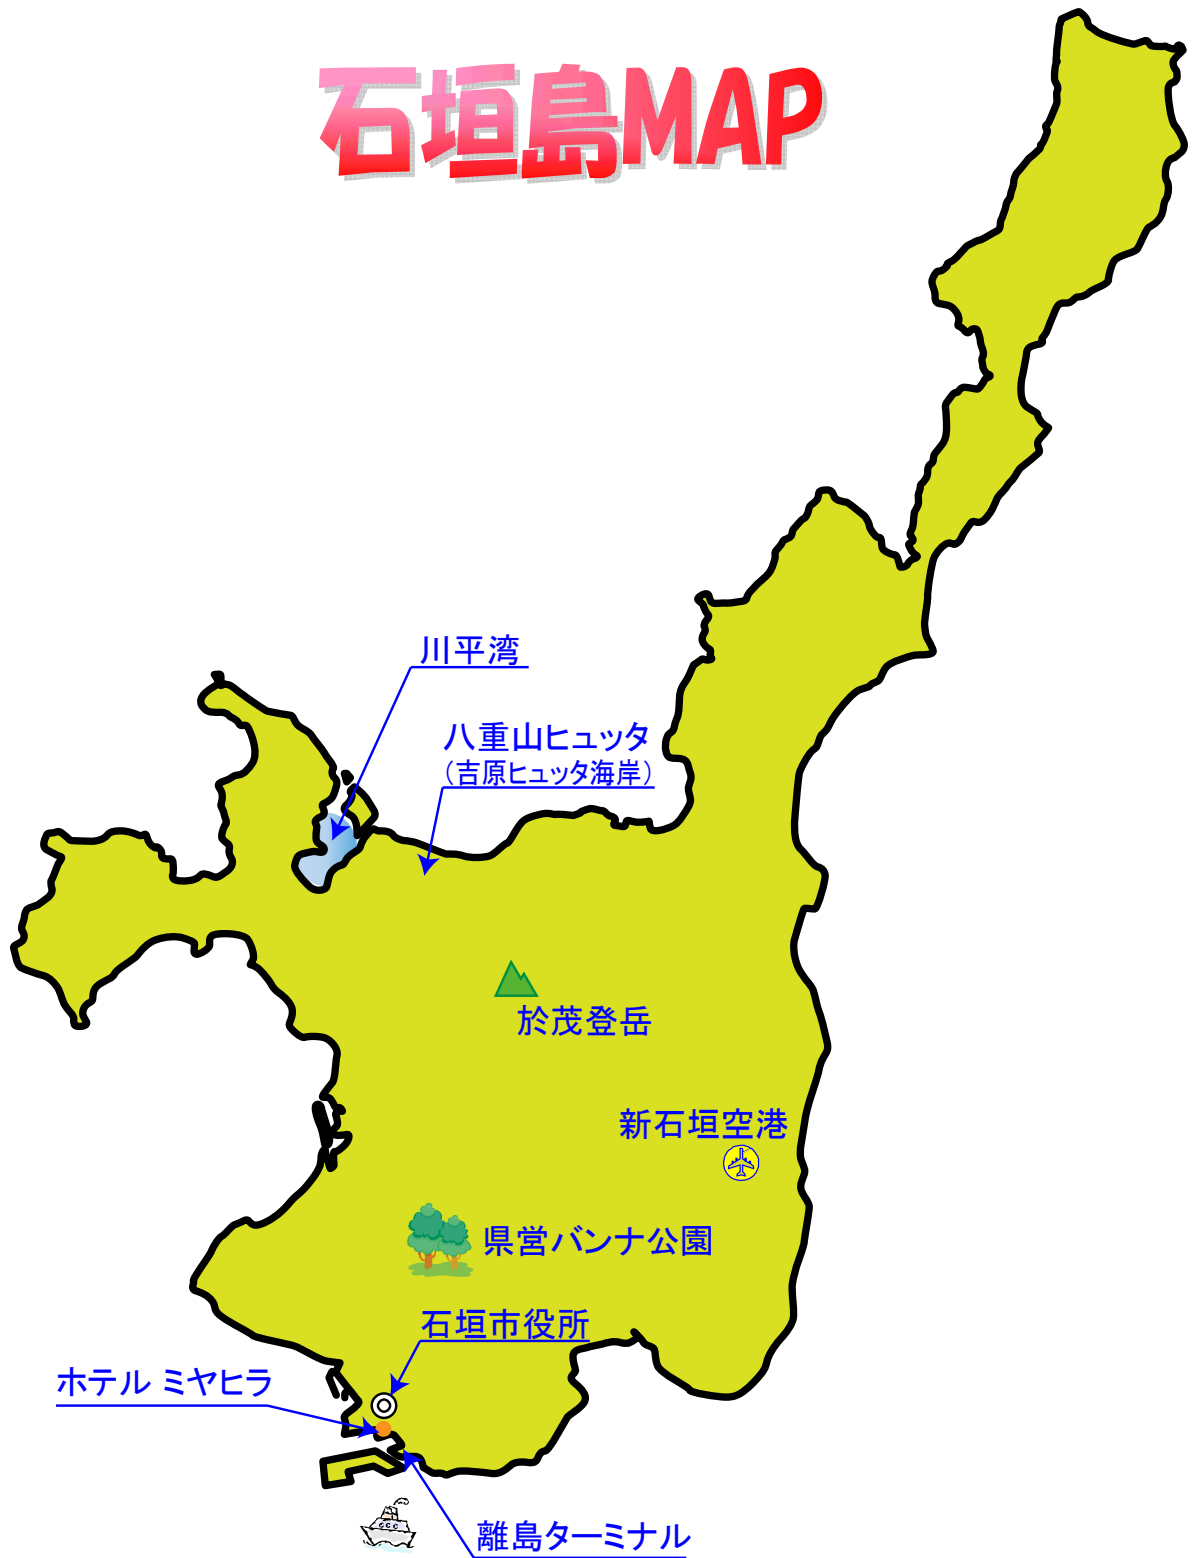 石垣島MAP
川平湾
八重山ヒュッタ
（吉原ヒュッタ海岸）
於茂登岳
新石垣空港
県営バンナ公園
石垣市役所
ホテル ミヤヒラ
離島ターミナル